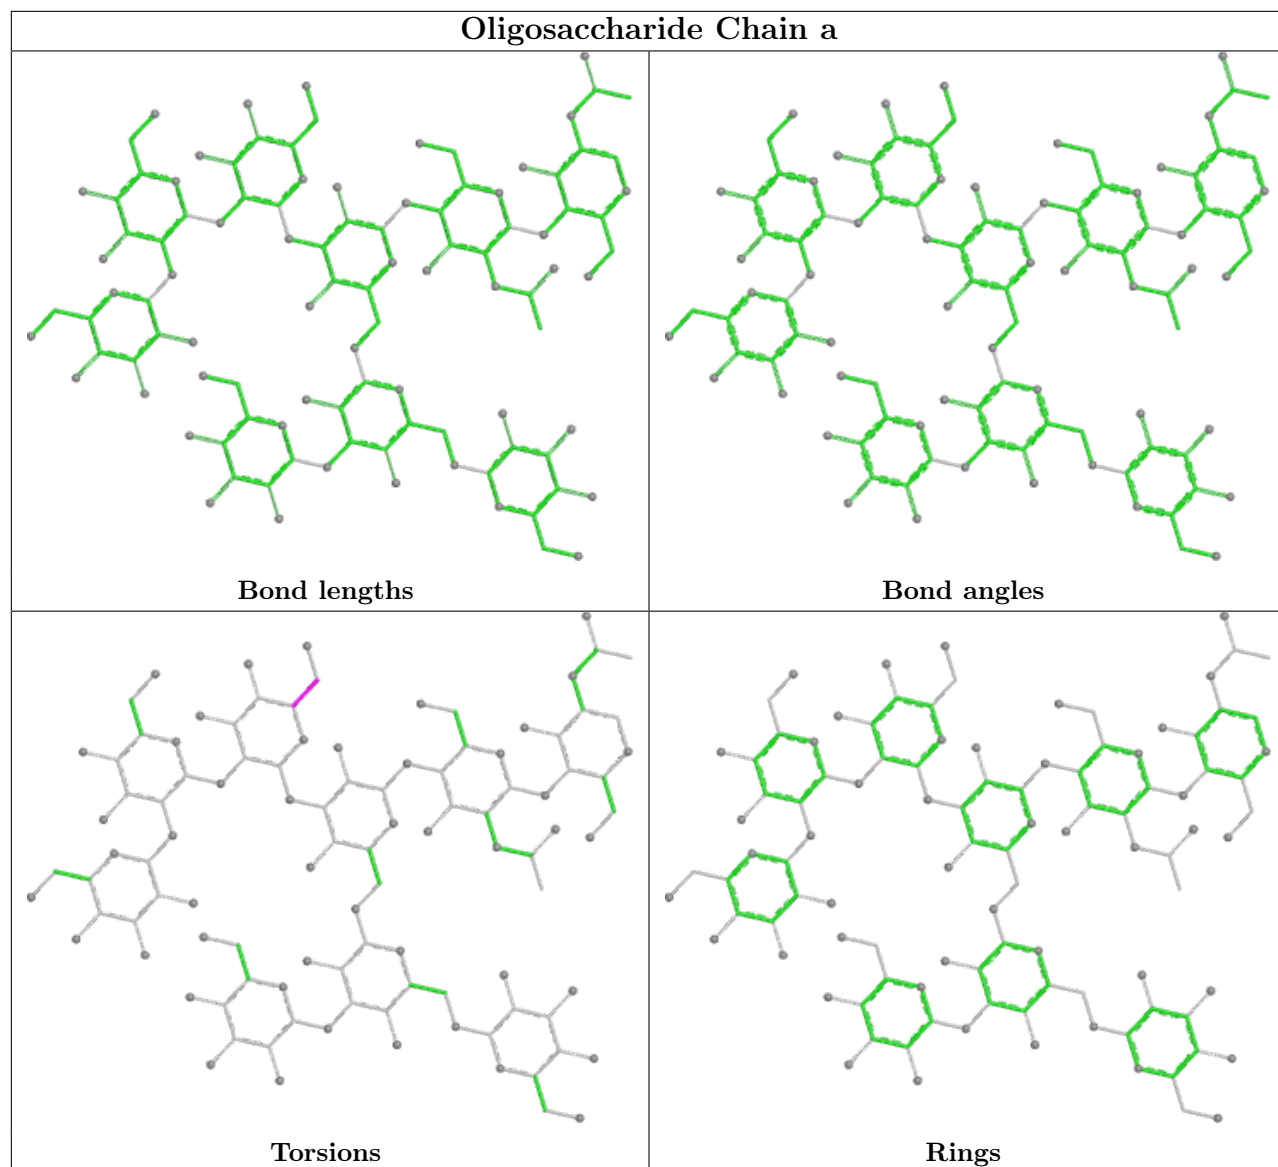 Oligosaccharide Chain a
Bond lengths
Bond angles
Torsions
Rings